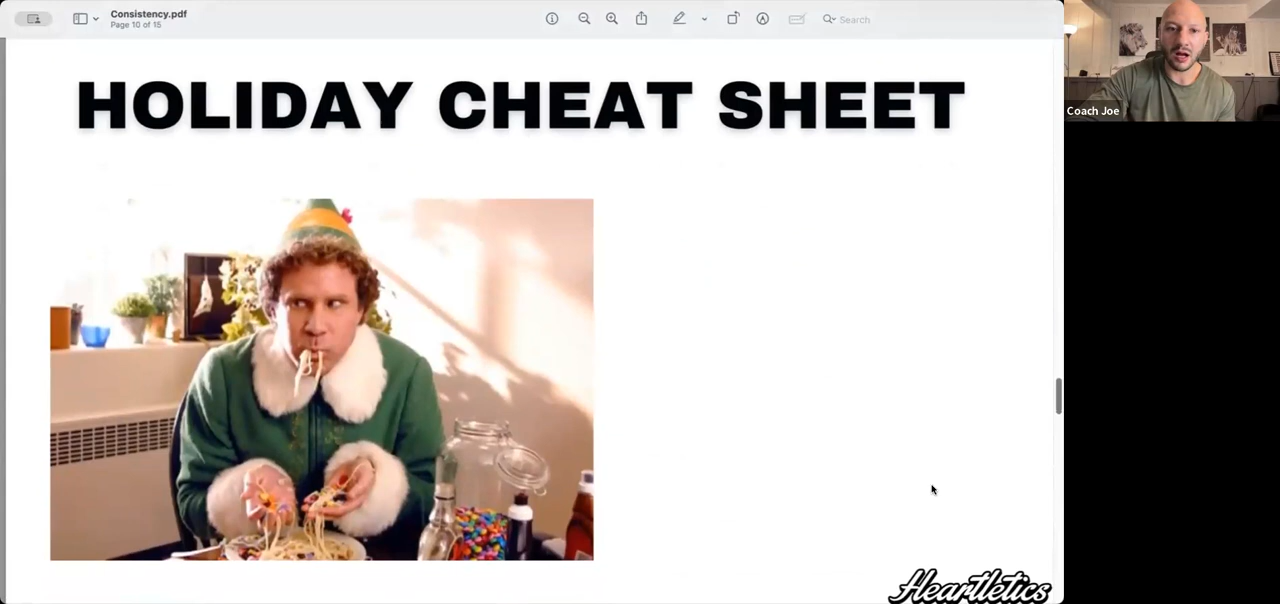 Consistency.pdf
Page 10 of 15
Search
Coach Joe
HOLIDAY CHEAT SHEET
Heartletics